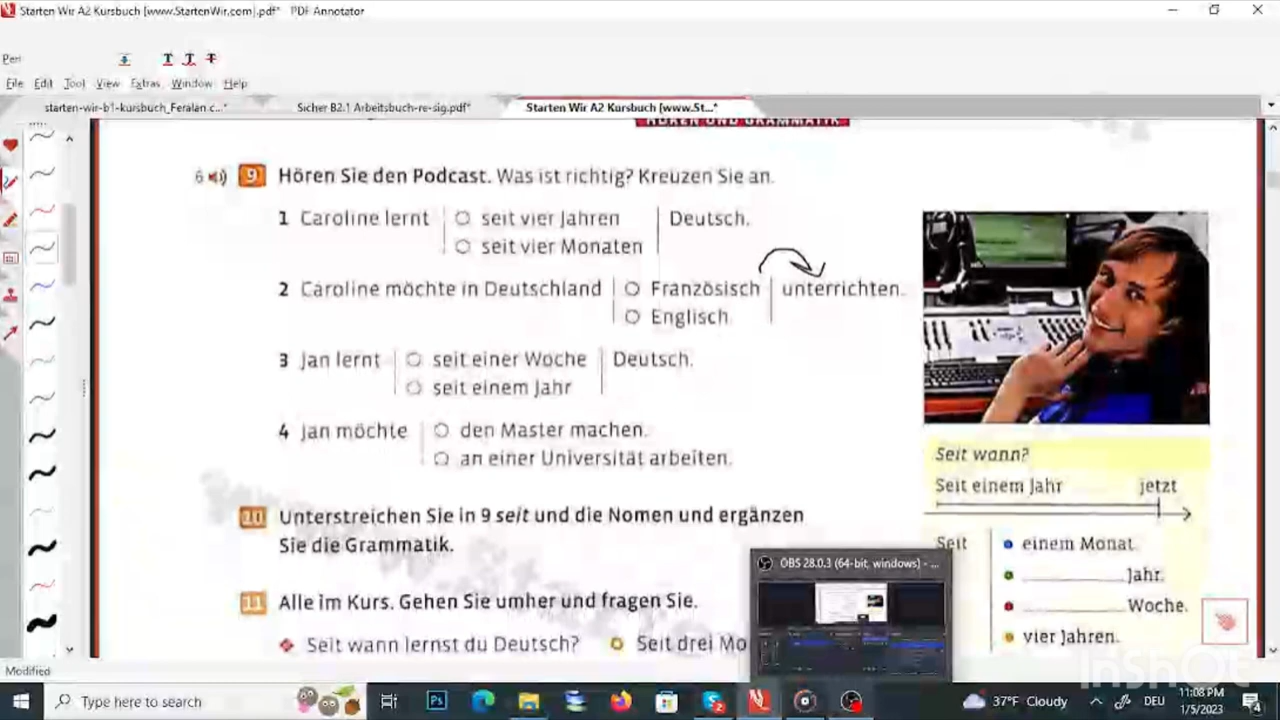 Starten Wir A2 Kursbuch [www.StartenWir.com].pdf* PDF Annotator
Pen
File Edit Tool View Extras Window Help
starten-wir-b1-kursbuch_Feralan c...* Sicher B2.1 Arbeitsbuch-re-sig.pdf* Starten Wir A2 Kursbuch [www.St...*
HÖREN UND GRAMMATIK
6 9 Hören Sie den Podcast. Was ist richtig? Kreuzen Sie an.
1 Caroline lernt seit vier Jahren Deutsch.
seit vier Monaten
2 Caroline möchte in Deutschland Französisch unterrichten.
Englisch
3 Jan lernt seit einer Woche Deutsch.
seit einem Jahr
4 Jan möchte den Master machen.
an einer Universität arbeiten.
Seit wann?
Seit einem Jahr jetzt
Seit einem Monat.
________ Jahr.
________ Woche.
vier Jahren.
10 Unterstreichen Sie in 9 seit und die Nomen und ergänzen
Sie die Grammatik.
11 Alle im Kurs. Gehen Sie umher und fragen Sie.
Seit wann lernst du Deutsch? Seit drei Mo
OBS 28.0.3 (64-bit, windows) - ...
Modified
InShOt
Type here to search
37°F Cloudy DEU 11:08 PM
1/5/2023